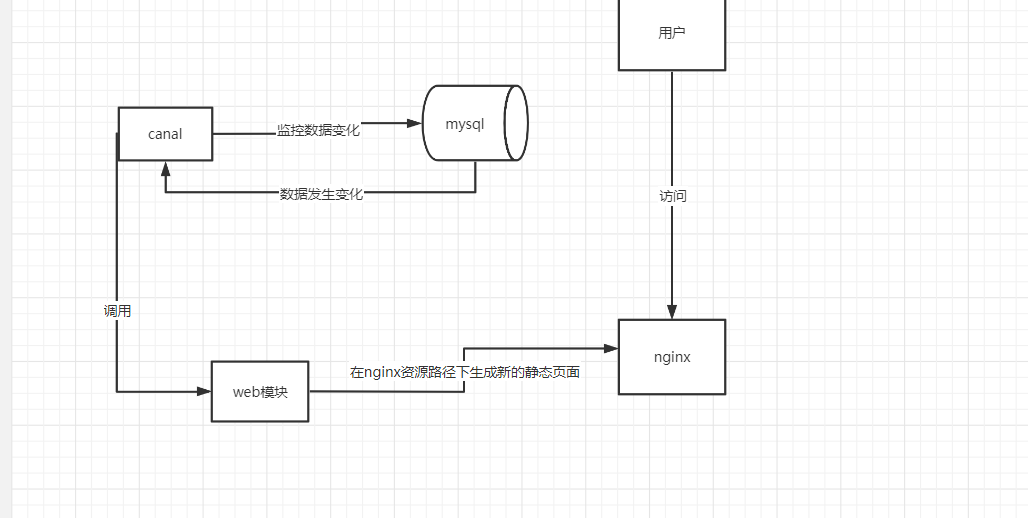 用户
canal
监控数据变化
mysql
数据发生变化
访问
调用
web模块
在nginx资源路径下生成新的静态页面
nginx